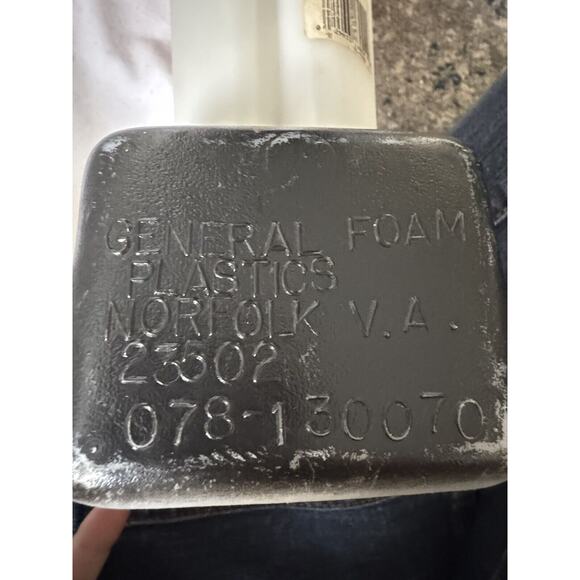 GENERAL FOAM
PLASTICS
NORFOLK V.A.
23502
078-130070